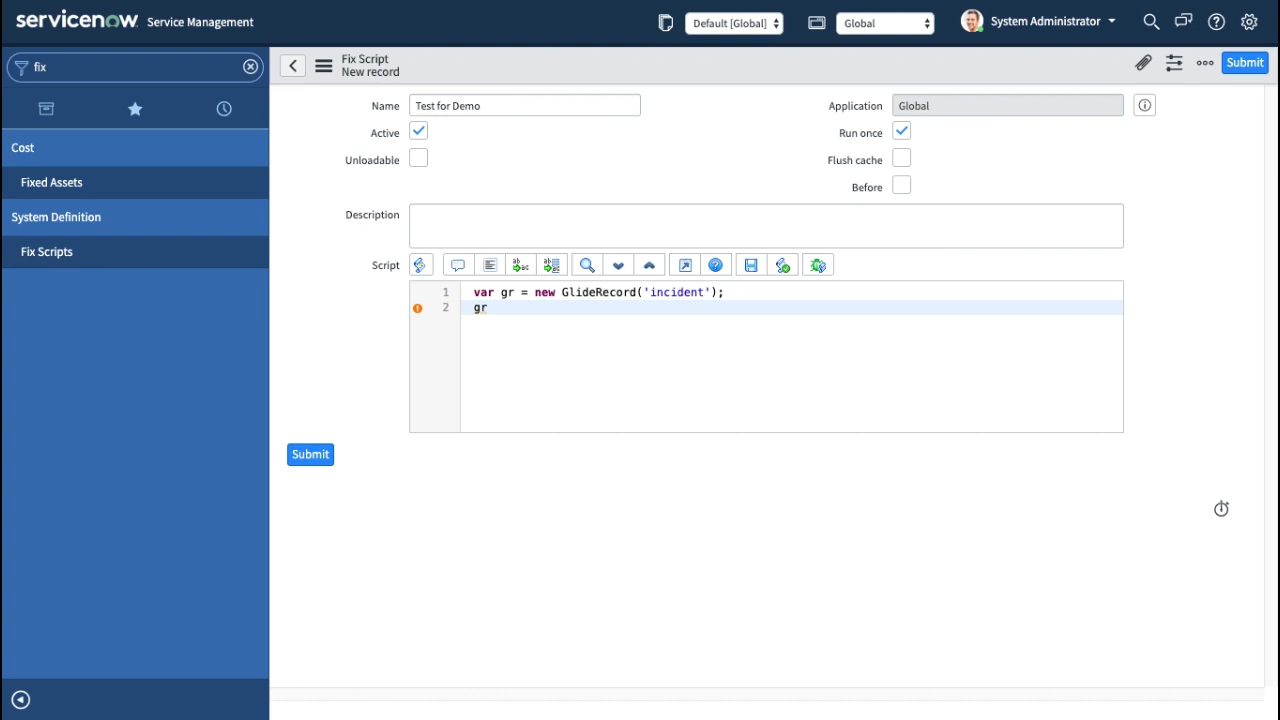 servicenow Service Management
Default [Global]
Global
System Administrator
fix
Cost
Fixed Assets
System Definition
Fix Scripts
Fix Script
New record
Submit
Name
Test for Demo
Application
Global
Active
Run once
Unloadable
Flush cache
Before
Description
Script
1 var gr = new GlideRecord('incident');
2 gr
Submit